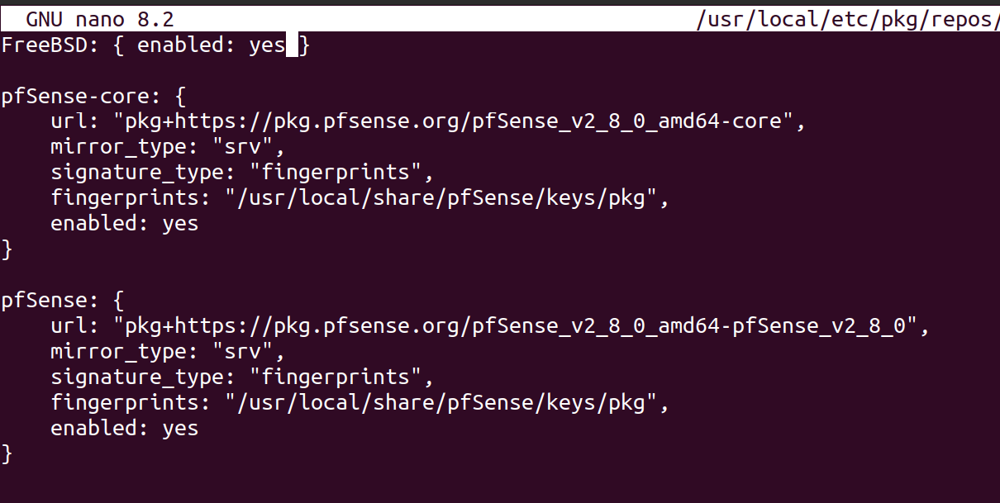 GNU nano 8.2 /usr/local/etc/pkg/repos/
FreeBSD: { enabled: yes }
pfSense-core: {
url: "pkg+https://pkg.pfsense.org/pfSense_v2_8_0_amd64-core",
mirror_type: "srv",
signature_type: "fingerprints",
fingerprints: "/usr/local/share/pfSense/keys/pkg",
enabled: yes
}
pfSense: {
url: "pkg+https://pkg.pfsense.org/pfSense_v2_8_0_amd64-pfSense_v2_8_0",
mirror_type: "srv",
signature_type: "fingerprints",
fingerprints: "/usr/local/share/pfSense/keys/pkg",
enabled: yes
}